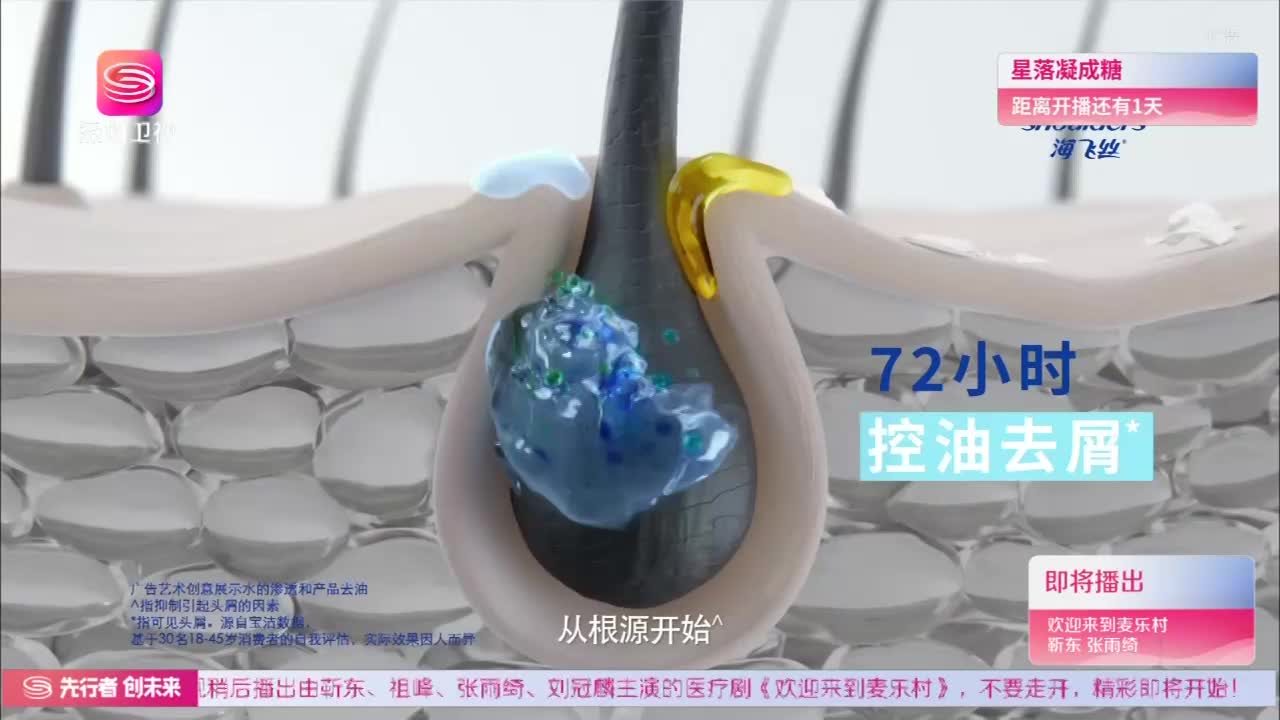 广告
星落凝成糖
距离开播还有1天
深圳卫视
shoulders
海飞丝®
72小时
控油去屑*
广告艺术创意展示水的渗透和产品去油
^指抑制引起头屑的因素
*指可见头屑。源自宝洁数据,
基于30名18-45岁消费者的自我评估，实际效果因人而异
从根源开始^
即将播出
欢迎来到麦乐村
靳东 张雨绮
先行者 创未来
稍后播出由靳东、祖峰、张雨绮、刘冠麟主演的医疗剧《欢迎来到麦乐村》，不要走开，精彩即将开始！